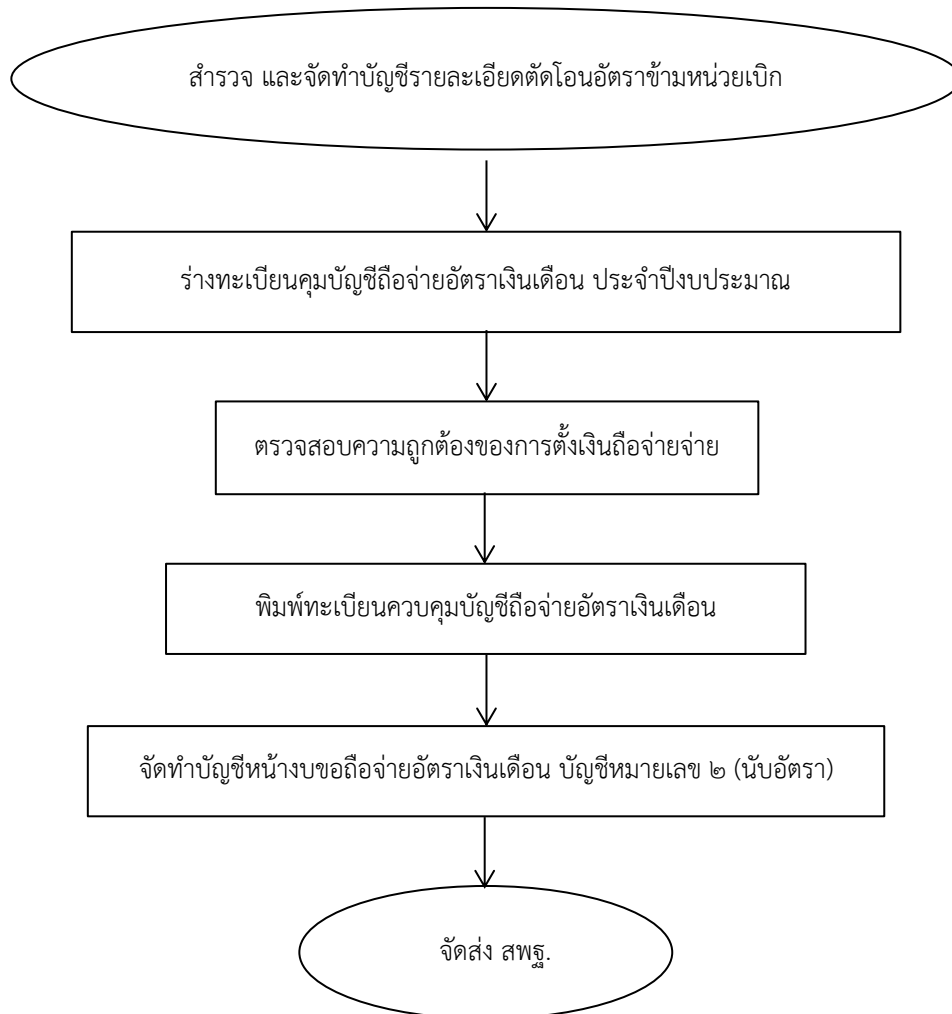 สำรวจ และจัดทำบัญชีรายละเอียดตัดโอนอัตราข้ามหน่วยเบิก
ร่างทะเบียนคุมบัญชีถือจ่ายอัตราเงินเดือน ประจำปีงบประมาณ
ตรวจสอบความถูกต้องของการตั้งเงินถือจ่ายจ่าย
พิมพ์ทะเบียนควบคุมบัญชีถือจ่ายอัตราเงินเดือน
จัดทำบัญชีหน้างบขอถือจ่ายอัตราเงินเดือน บัญชีหมายเลข ๒ (นับอัตรา)
จัดส่ง สพฐ.